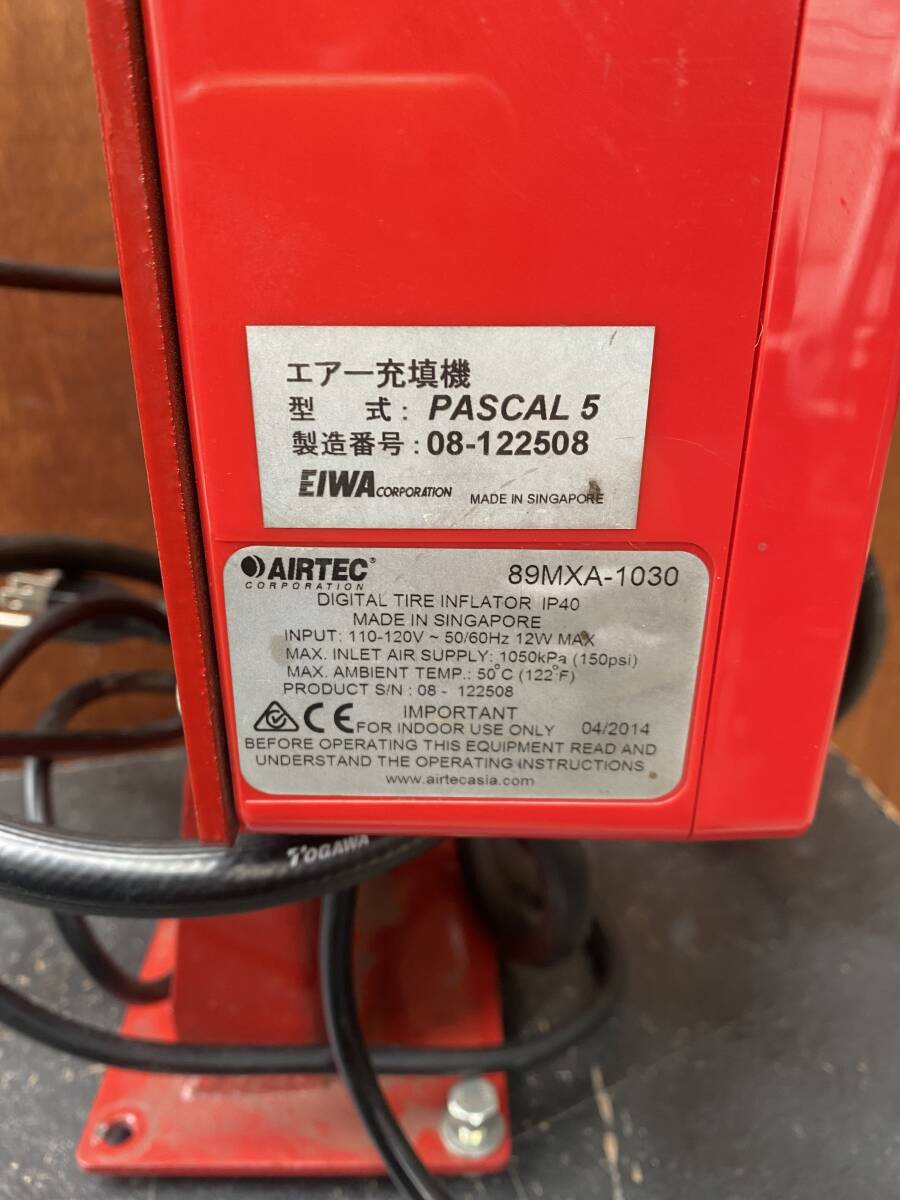 エアー充填機
型　式: PASCAL 5
製造番号: 08-122508
EIWA CORPORATION MADE IN SINGAPORE
AIRTEC® 89MXA-1030
CORPORATION
DIGITAL TIRE INFLATOR IP40
MADE IN SINGAPORE
INPUT: 110-120V ~ 50/60Hz 12W MAX
MAX. INLET AIR SUPPLY: 1050kPa (150psi)
MAX. AMBIENT TEMP.: 50°C (122°F)
PRODUCT S/N : 08 - 122508
CE IMPORTANT
FOR INDOOR USE ONLY 04/2014
BEFORE OPERATING THIS EQUIPMENT READ AND
UNDERSTAND THE OPERATING INSTRUCTIONS
www.airtecasia.com
TOGAWA